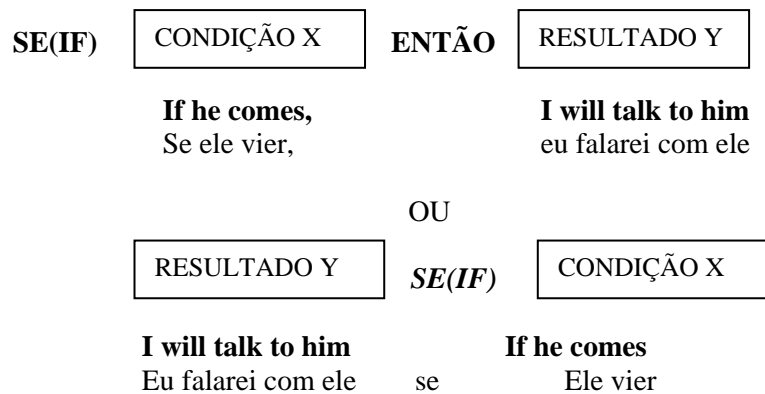 SE(IF) CONDIÇÃO X ENTÃO RESULTADO Y
If he comes, I will talk to him
Se ele vier, eu falarei com ele
OU
RESULTADO Y SE(IF) CONDIÇÃO X
I will talk to him If he comes
Eu falarei com ele se Ele vier